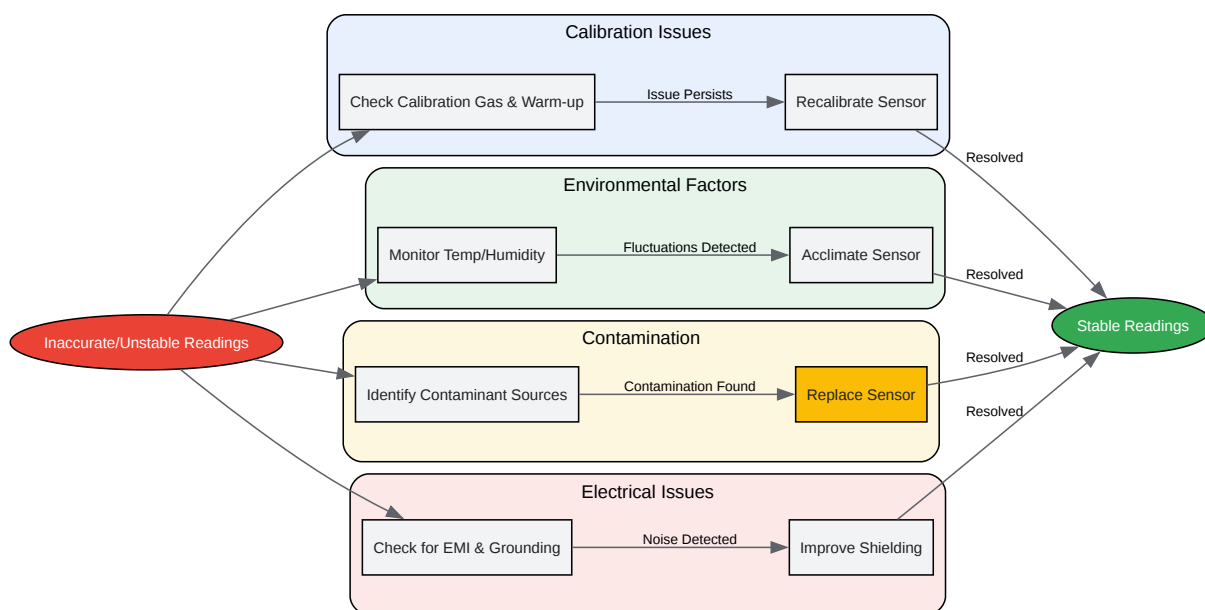 Calibration Issues
Check Calibration Gas & Warm-up
Issue Persists
Recalibrate Sensor
Resolved
Environmental Factors
Monitor Temp/Humidity
Fluctuations Detected
Acclimate Sensor
Resolved
Inaccurate/Unstable Readings
Stable Readings
Contamination
Identify Contaminant Sources
Contamination Found
Replace Sensor
Resolved
Resolved
Electrical Issues
Check for EMI & Grounding
Noise Detected
Improve Shielding